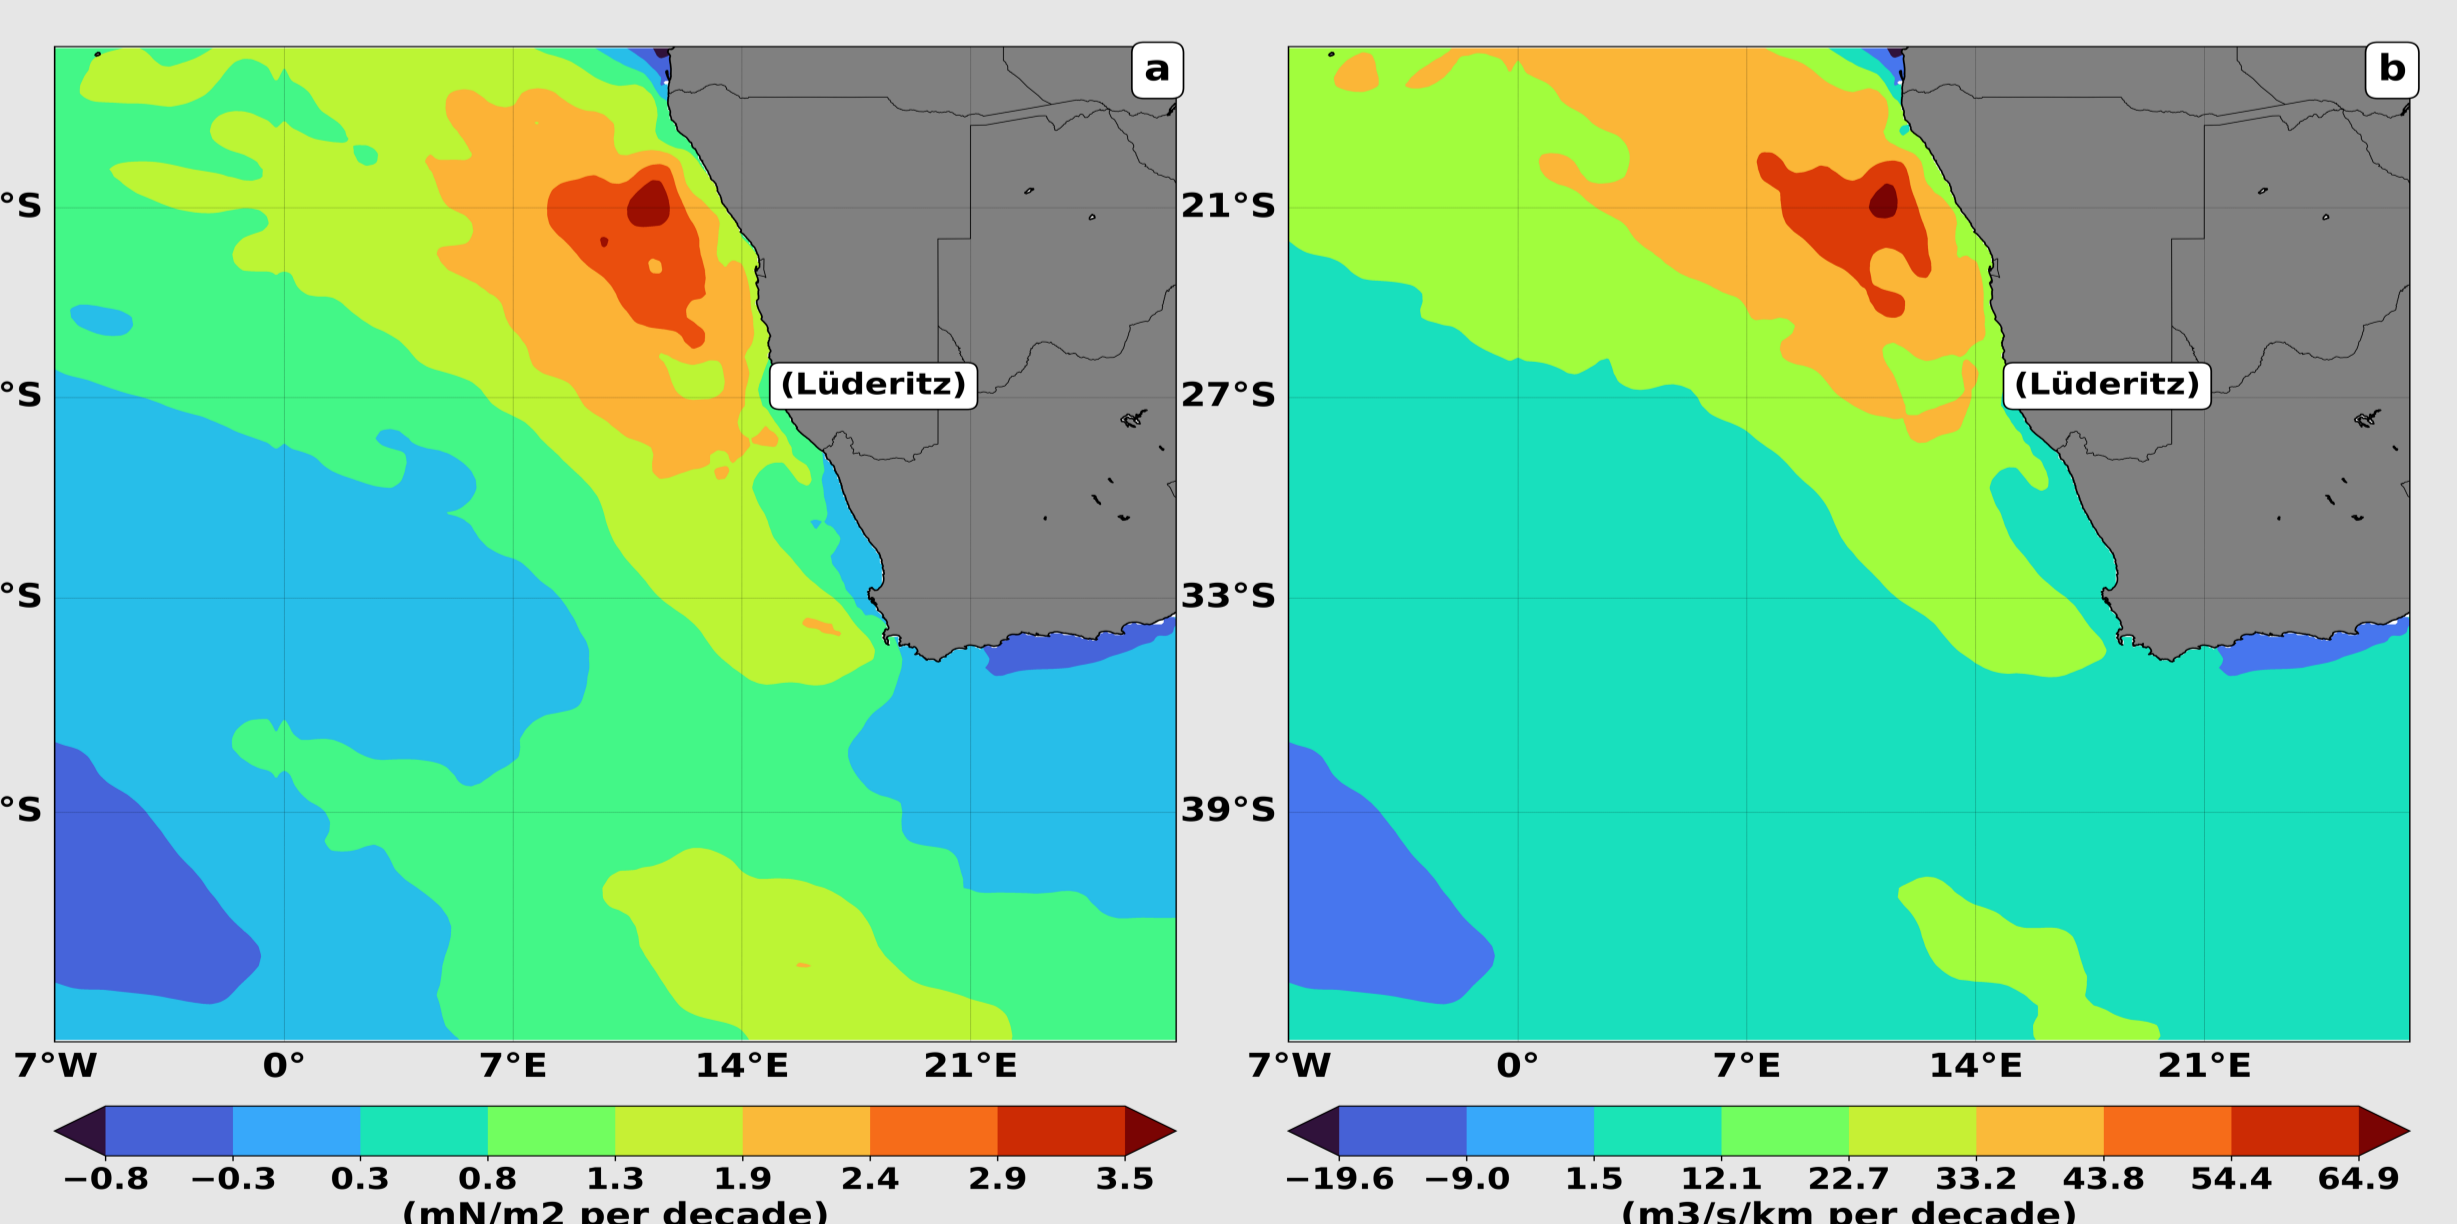 a
b
°S
21°S
(Lüderitz)
(Lüderitz)
°S
27°S
°S
33°S
°S
39°S
7°W 0° 7°E 14°E 21°E
7°W 0° 7°E 14°E 21°E
−0.8 −0.3 0.3 0.8 1.3 1.9 2.4 2.9 3.5
−19.6 −9.0 1.5 12.1 22.7 33.2 43.8 54.4 64.9
(mN/m2 per decade)
(m3/s/km per decade)